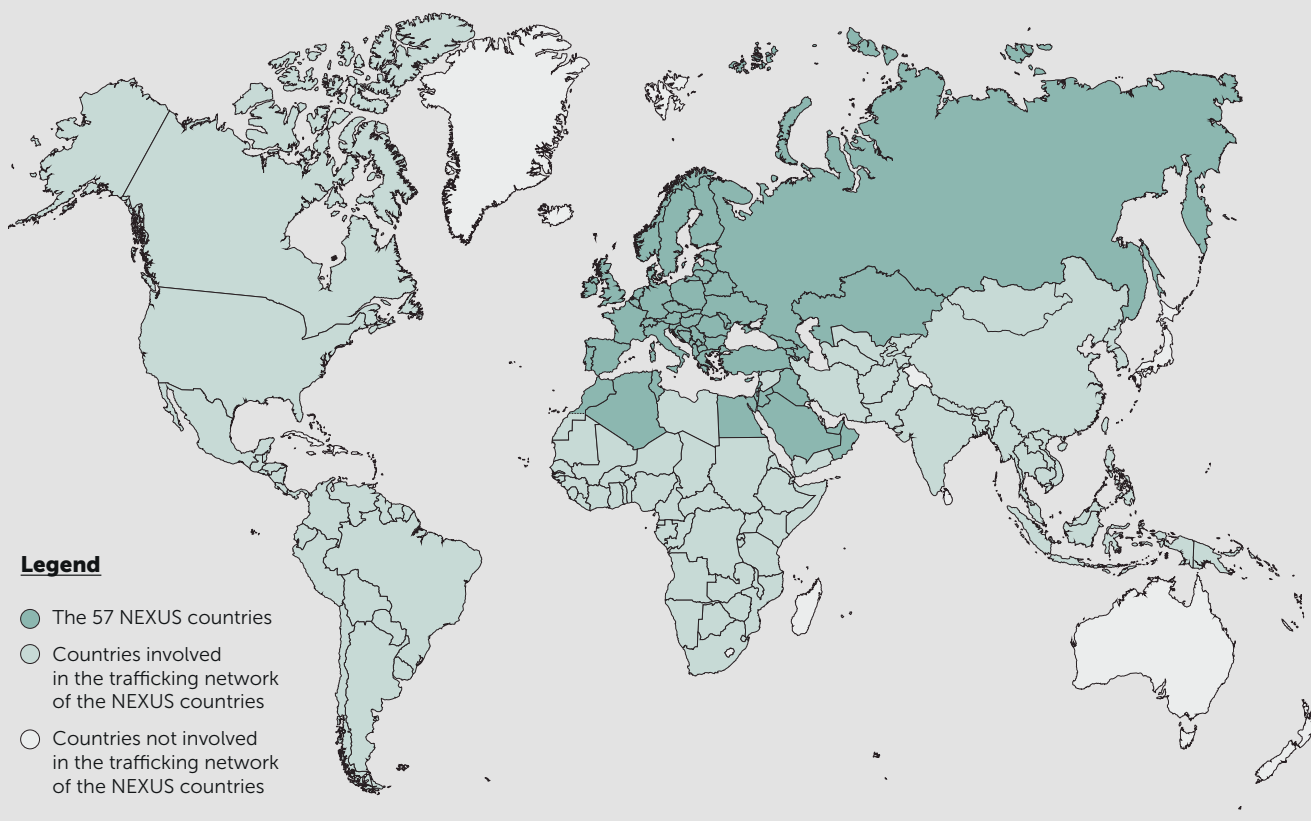 Legend
The 57 NEXUS countries
Countries involved
in the trafficking network
of the NEXUS countries
Countries not involved
in the trafficking network
of the NEXUS countries